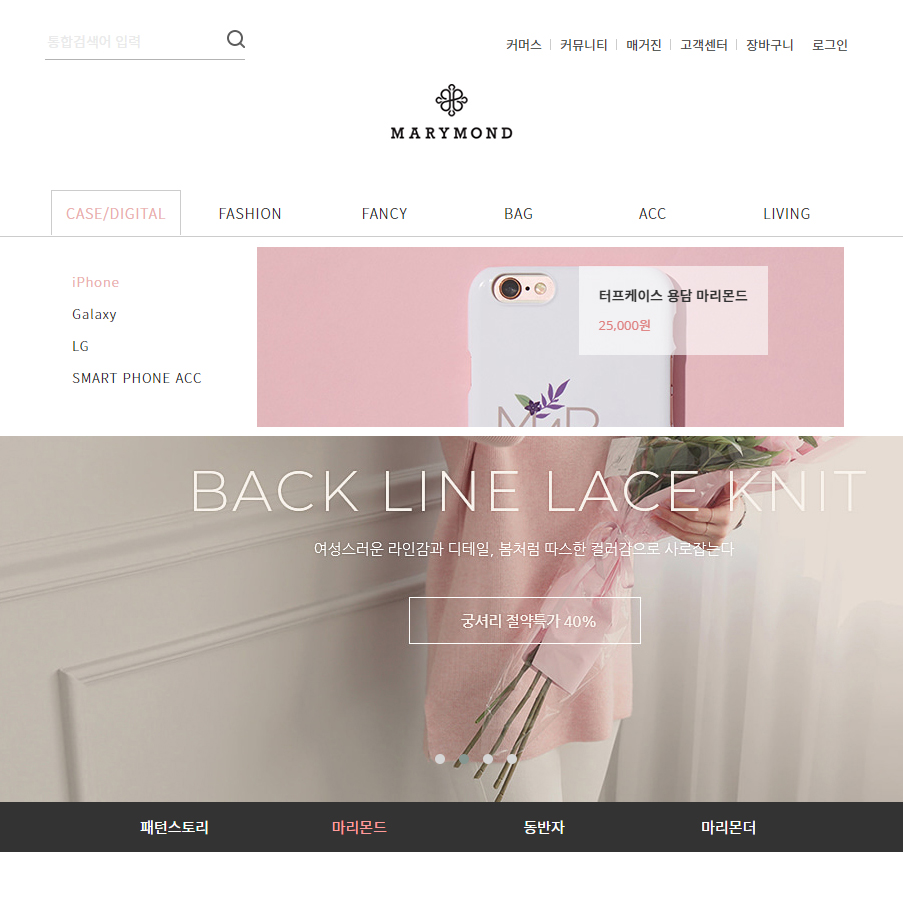 통합검색어 입력
커머스 커뮤니티 매거진 고객센터 장바구니 로그인
MARYMOND
CASE/DIGITAL FASHION FANCY BAG ACC LIVING
iPhone
Galaxy
LG
SMART PHONE ACC
터프케이스 용담 마리몬드
25,000원
BACK LINE LACE KNIT
여성스러운 라인감과 디테일, 봄처럼 따스한 컬러감으로 사로잡는다
궁셔리 절약특가 40%
패턴스토리 마리몬드 동반자 마리몬더